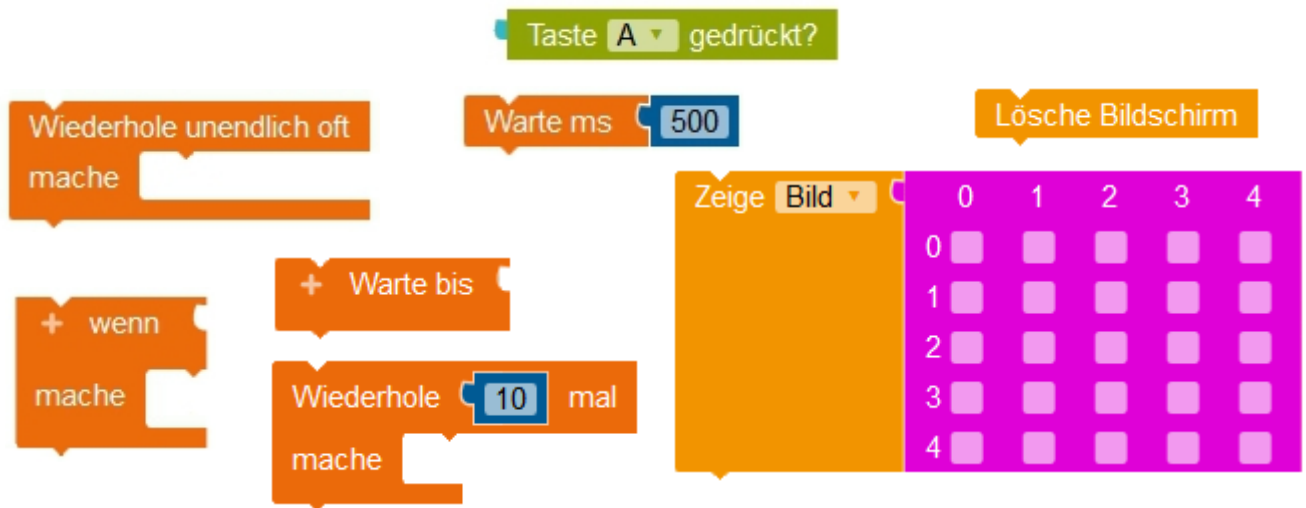 Taste A gedrückt?
Wiederhole unendlich oft
mache
Warte ms 500
Lösche Bildschirm
Zeige Bild
0 1 2 3 4
0
1
2
3
4
+ Warte bis
+ wenn
mache
Wiederhole 10 mal
mache